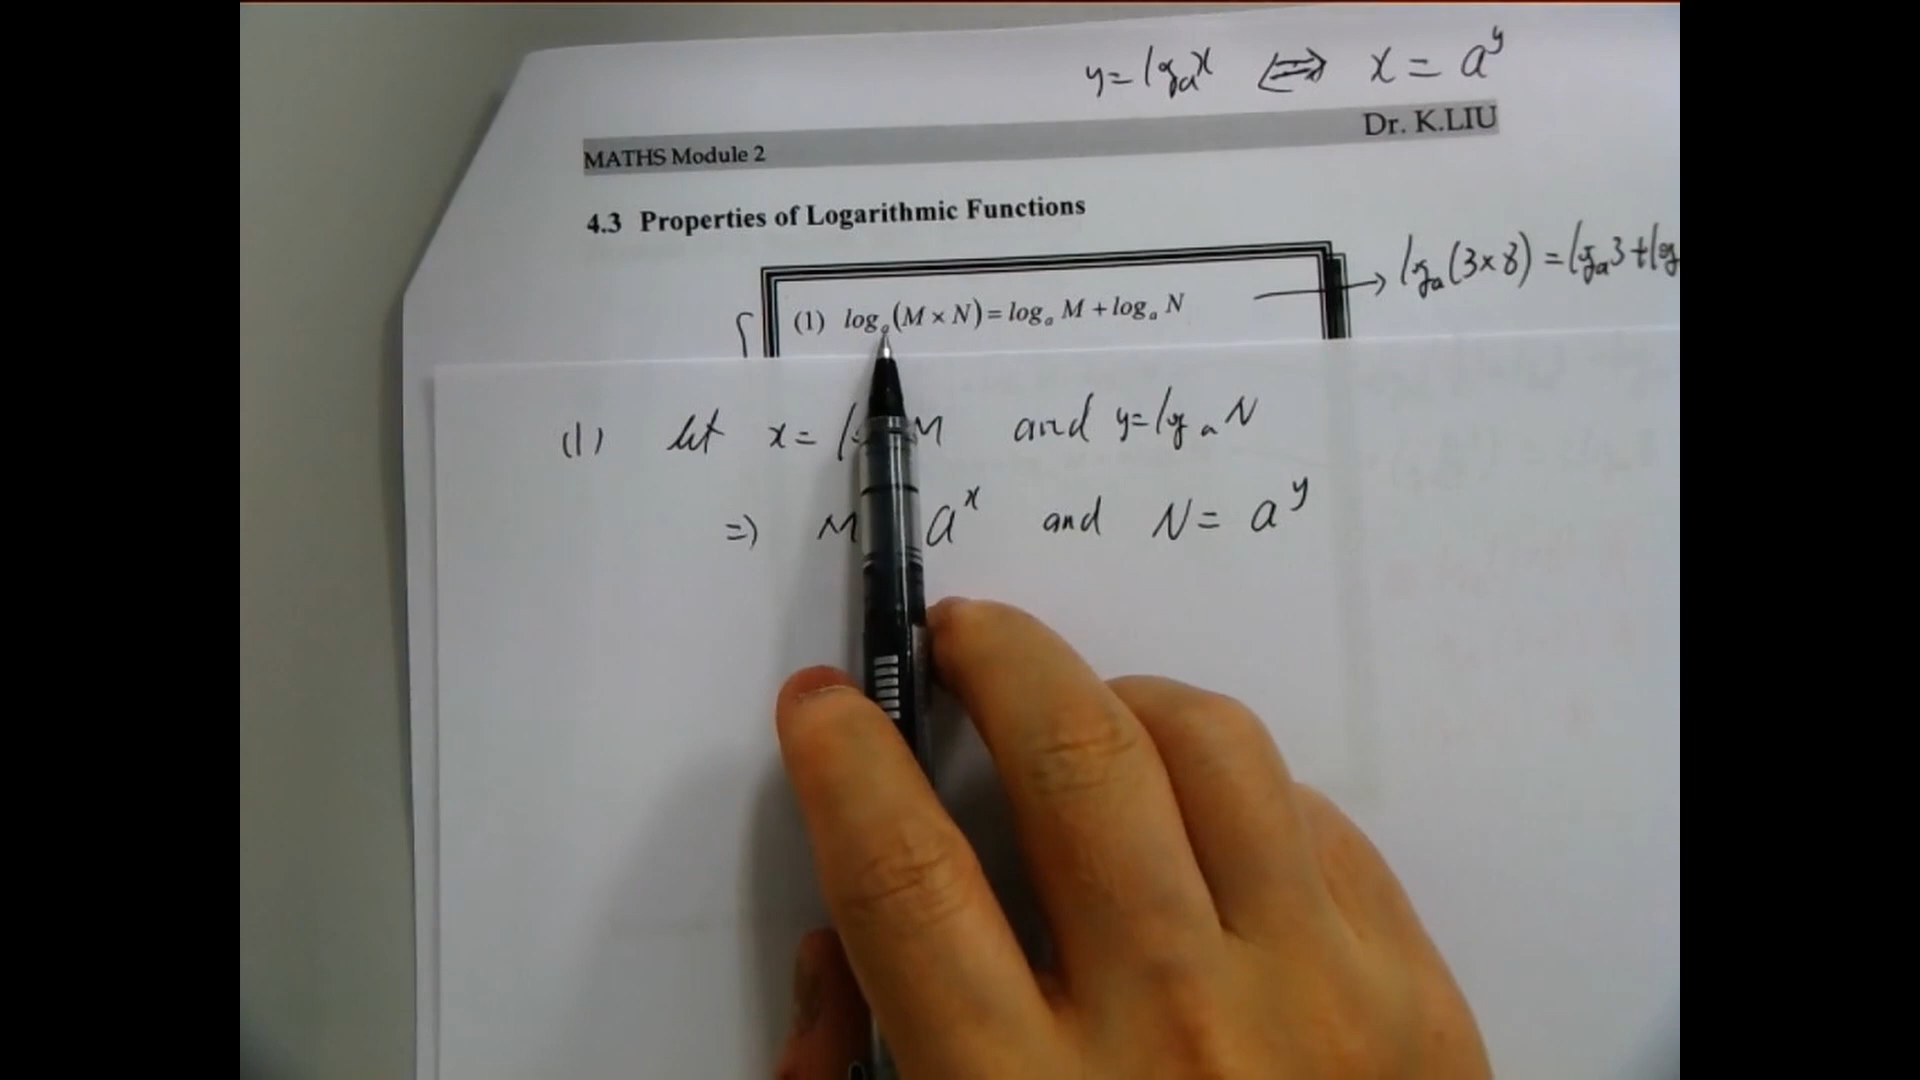 y = log_a x ⟺ x = a^y
Dr. K.LIU
MATHS Module 2
4.3 Properties of Logarithmic Functions
(1) log_a (M × N) = log_a M + log_a N
→ log_a (3×8) = log_a 3 + log
(1) let x = M and y = log_a N
⇒ M a^x and N = a^y